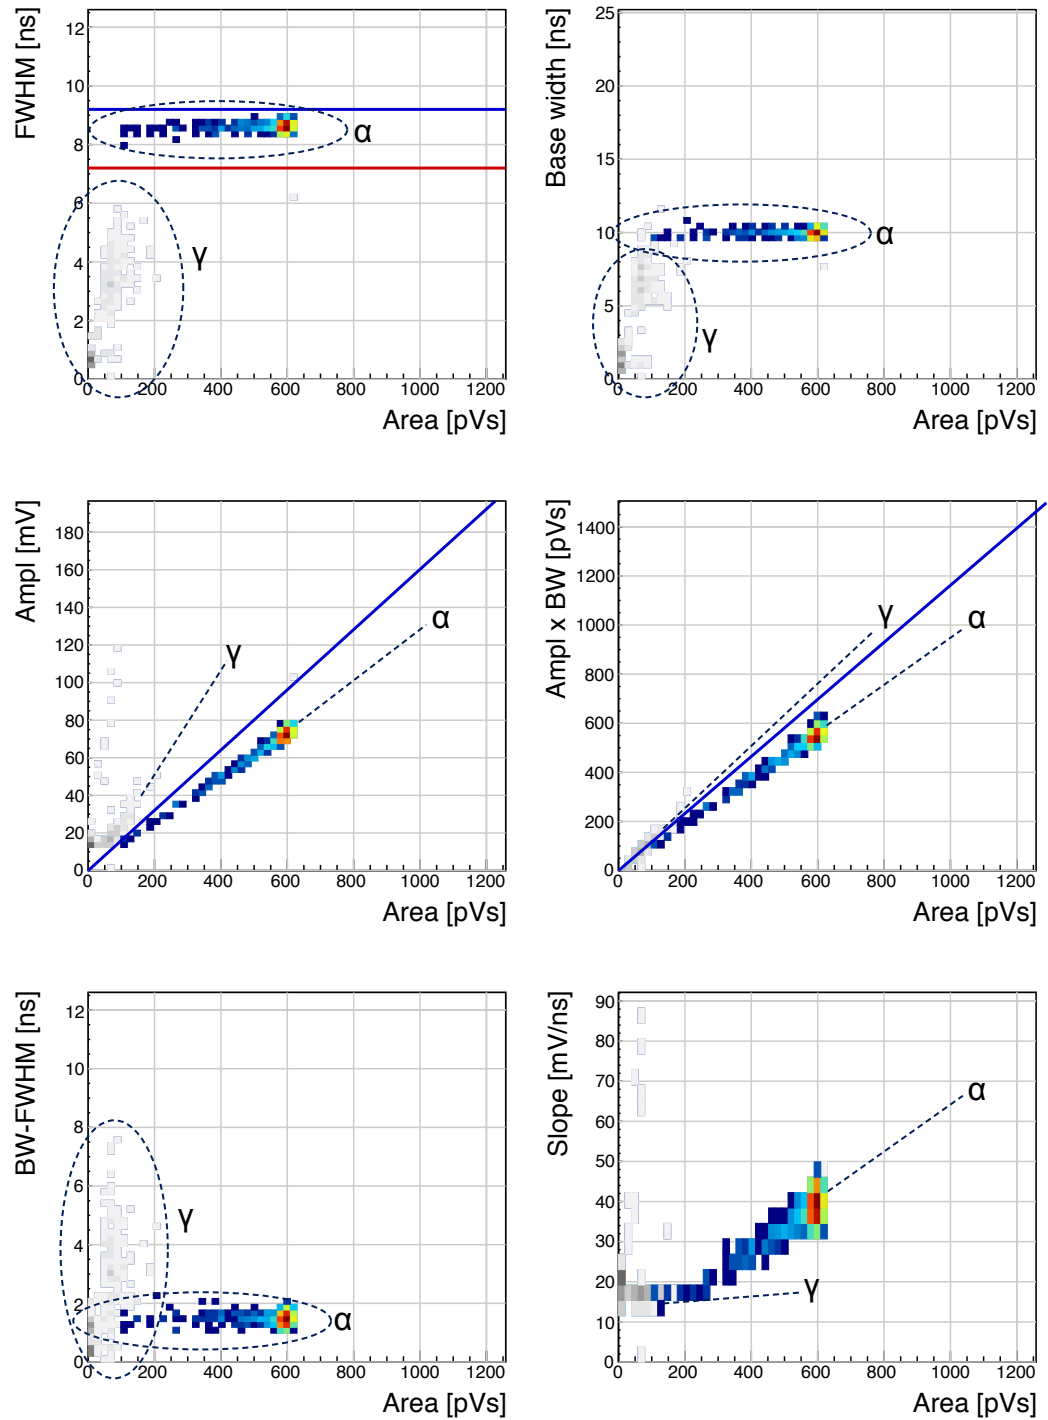 FWHM [ns]
12
10
8
6
4
2
0
α
γ
0 200 400 600 800 1000 1200
Area [pVs]
Base width [ns]
25
20
15
10
5
0
α
γ
0 200 400 600 800 1000 1200
Area [pVs]
Ampl [mV]
180
160
140
120
100
80
60
40
20
0
γ
α
0 200 400 600 800 1000 1200
Area [pVs]
Ampl x BW [pVs]
1400
1200
1000
800
600
400
200
0
γ
α
0 200 400 600 800 1000 1200
Area [pVs]
BW-FWHM [ns]
12
10
8
6
4
2
0
γ
α
0 200 400 600 800 1000 1200
Area [pVs]
Slope [mV/ns]
90
80
70
60
50
40
30
20
10
0
α
γ
0 200 400 600 800 1000 1200
Area [pVs]